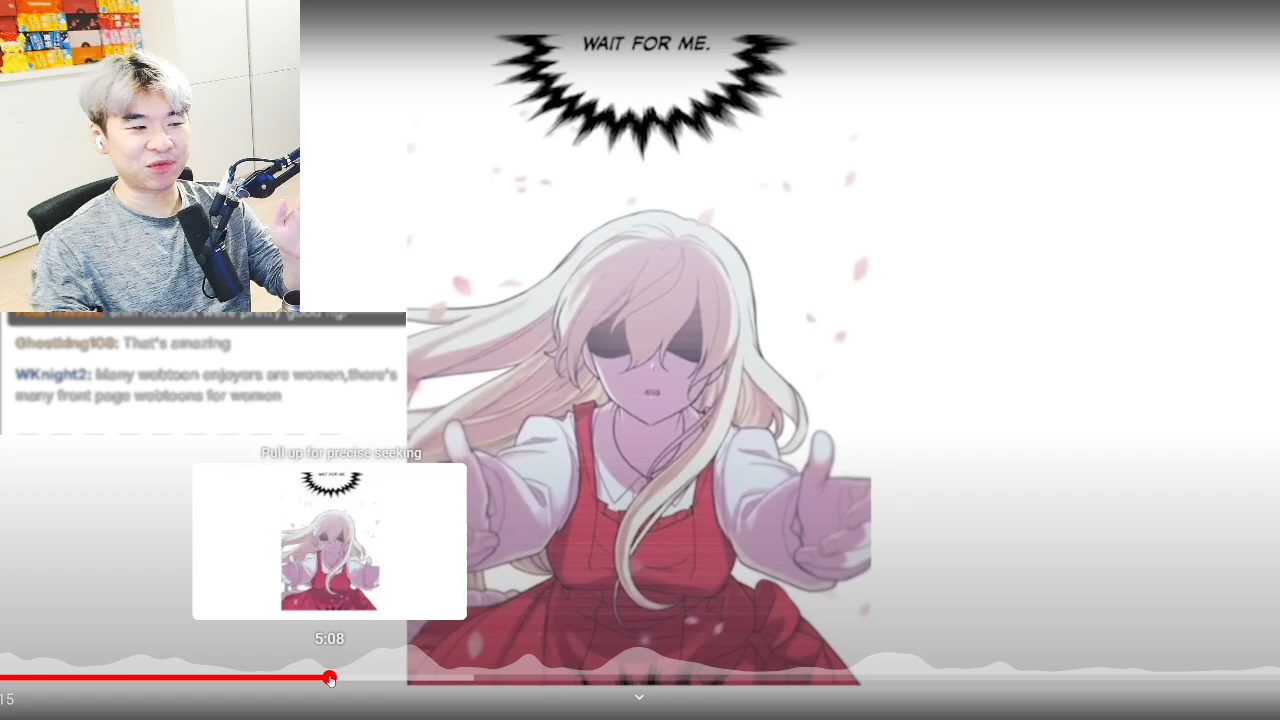 WAIT FOR ME.
Ghostking108: That's amazing
WKnight2: Many webtoon enjoyers are women,there's
many front page webtoons for women
Pull up for precise seeking
WAIT FOR ME.
5:08
15